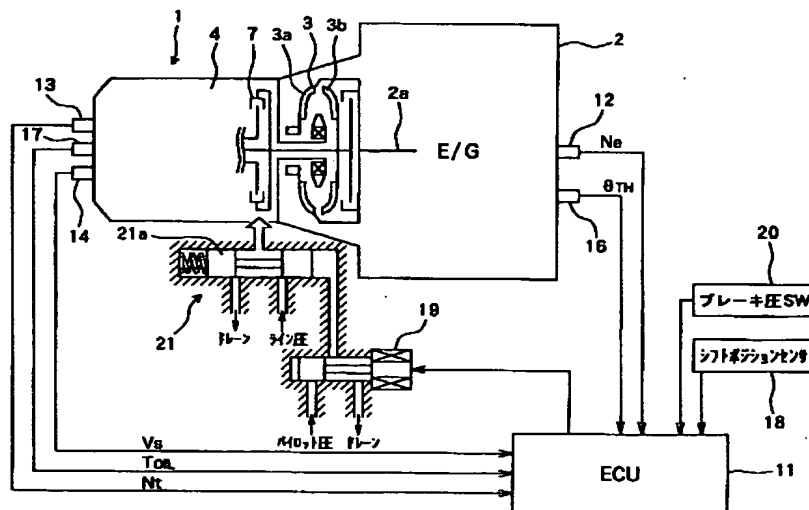 1
4
7
3a
3
3b
2
13
17
14
2a
E/G
12
Ne
θTH
16
21a
21
ドレーン
ライン圧
19
20
ブレーキ圧SW
シフトポジションセンサ
18
パイロット圧
ドレーン
Vs
Toa
Nt
ECU
11